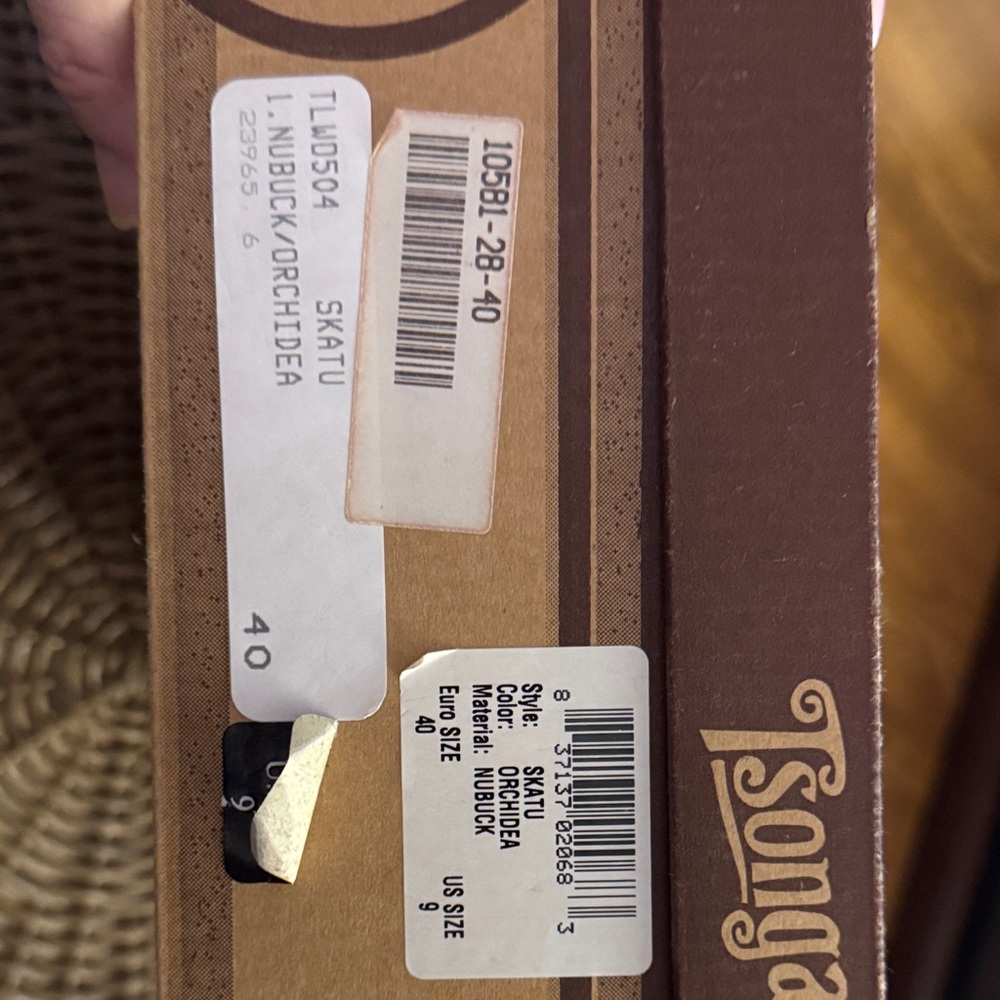 Tsonga
10581-28-40
TLWD504 SKATU
1.NUBUCK/ORCHIDEA
23965 . 6
40
8 37137 02068 3
Style: SKATU
Color: ORCHIDEA
Material: NUBUCK
Euro SIZE US SIZE
40 9
9